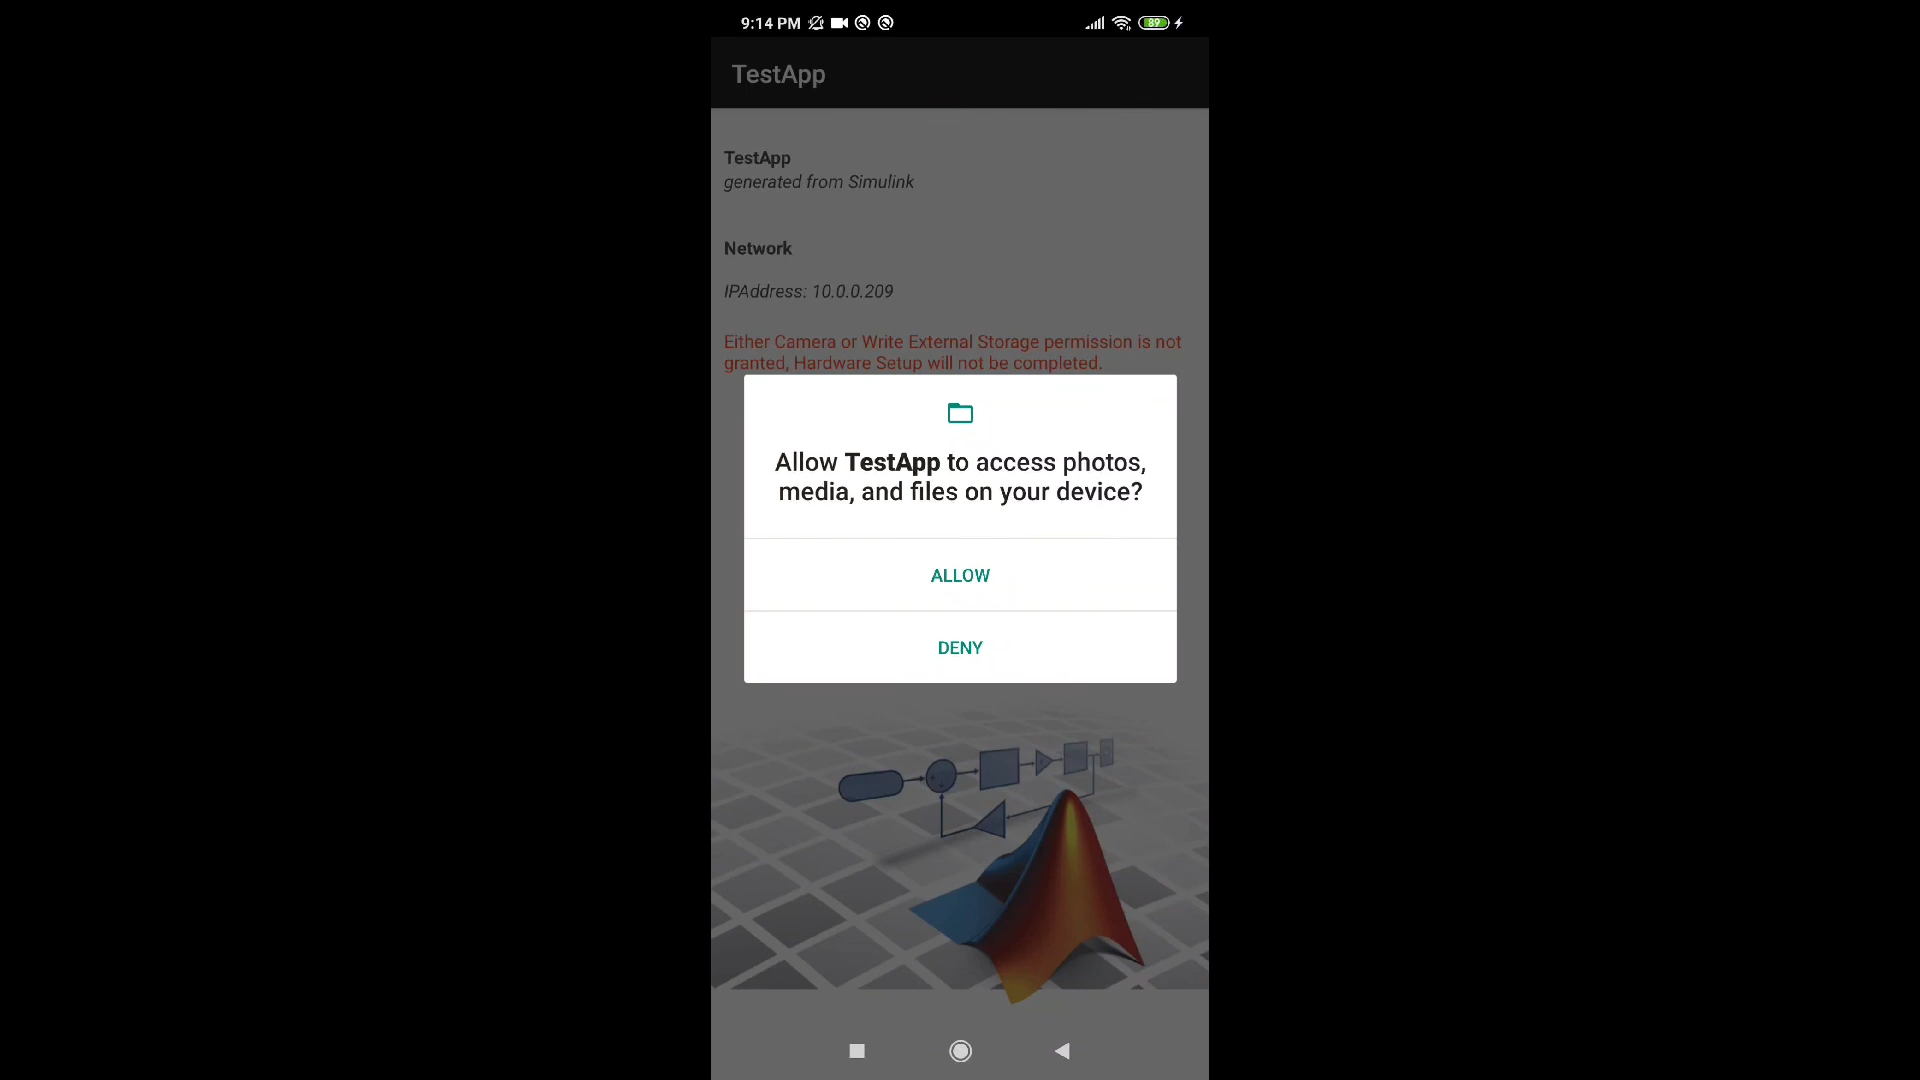 9:14 PM
89
TestApp
TestApp
generated from Simulink
Network
IPAddress: 10.0.0.209
Either Camera or Write External Storage permission is not
granted, Hardware Setup will not be completed.
Allow TestApp to access photos,
media, and files on your device?
ALLOW
DENY